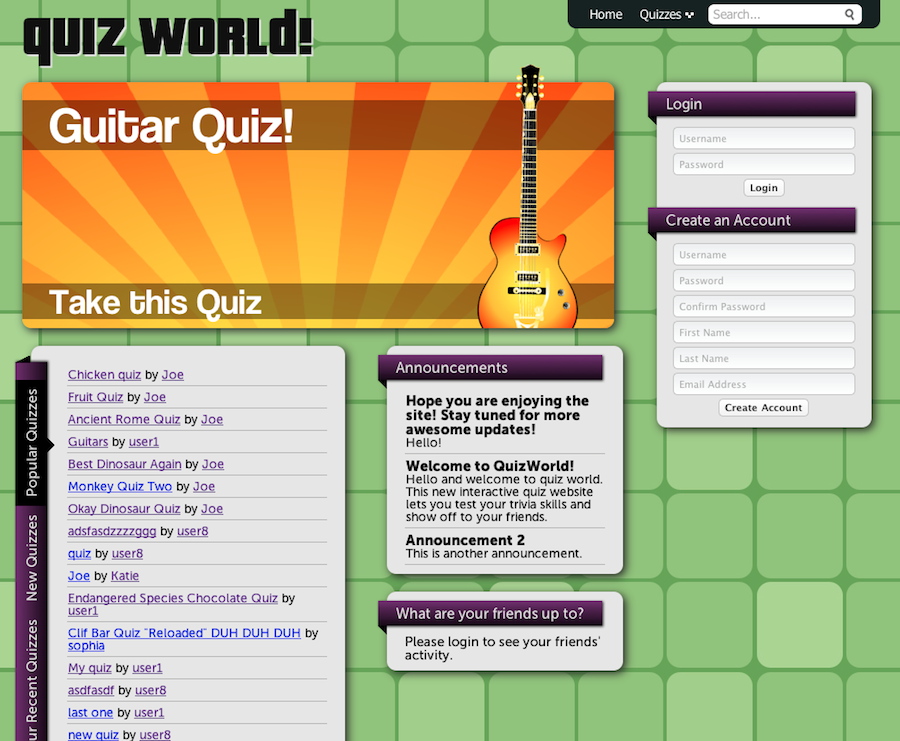 QUIZ WORLD!
Home Quizzes Search...
Guitar Quiz!
Take this Quiz
Login
Username
Password
Login
Create an Account
Username
Password
Confirm Password
First Name
Last Name
Email Address
Create Account
Popular Quizzes
New Quizzes
ur Recent Quizzes
Chicken quiz by Joe
Fruit Quiz by Joe
Ancient Rome Quiz by Joe
Guitars by user1
Best Dinosaur Again by Joe
Monkey Quiz Two by Joe
Okay Dinosaur Quiz by Joe
adsfasdzzzzggg by user8
quiz by user8
Joe by Katie
Endangered Species Chocolate Quiz by
user1
Clif Bar Quiz "Reloaded" DUH DUH DUH by
sophia
My quiz by user1
asdfasdf by user8
last one by user1
new quiz by user8
Announcements
Hope you are enjoying the
site! Stay tuned for more
awesome updates!
Hello!
Welcome to QuizWorld!
Hello and welcome to quiz world.
This new interactive quiz website
lets you test your trivia skills and
show off to your friends.
Announcement 2
This is another announcement.
What are your friends up to?
Please login to see your friends'
activity.